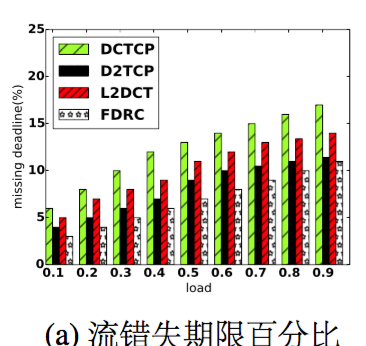 25
20
15
10
5
0
missing deadline(%)
DCTCP
D2TCP
L2DCT
FDRC
0.1 0.2 0.3 0.4 0.5 0.6 0.7 0.8 0.9
load
(a) 流错失期限百分比